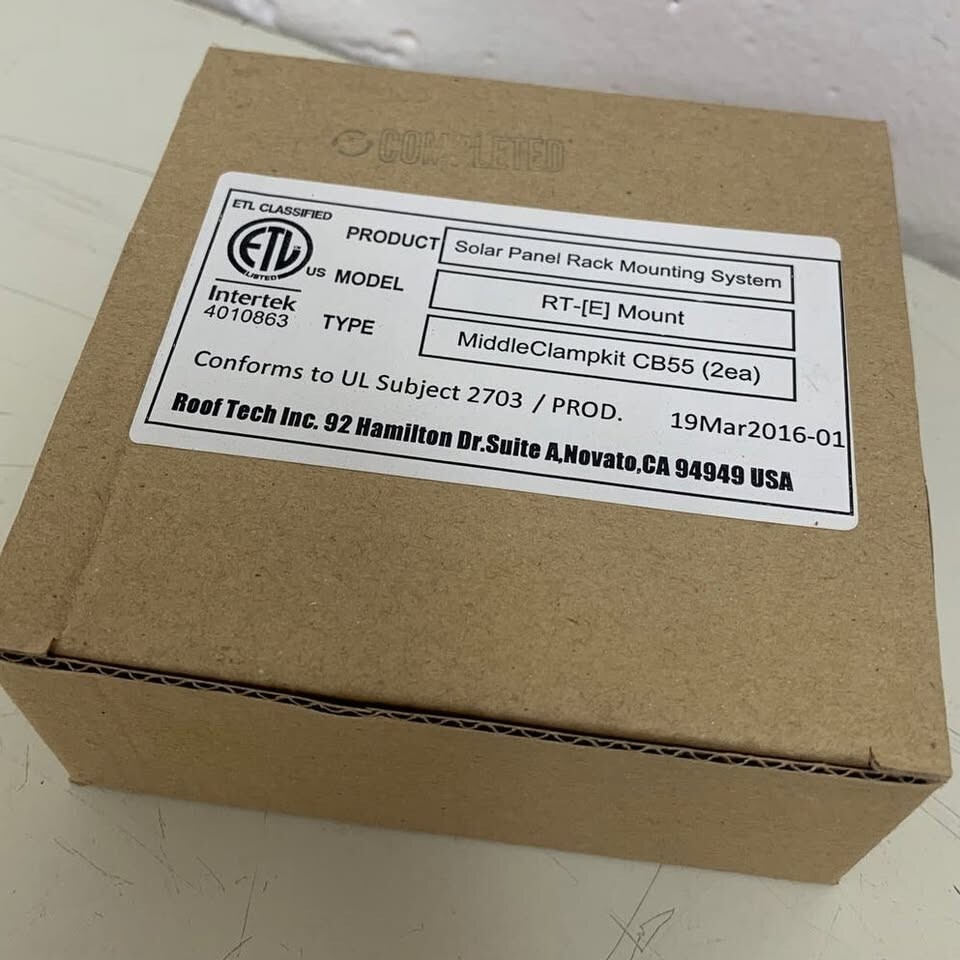 COMPLETED
ETL CLASSIFIED
ETL
LISTED
US
Intertek
4010863
PRODUCT Solar Panel Rack Mounting System
MODEL RT-[E] Mount
TYPE MiddleClampkit CB55 (2ea)
Conforms to UL Subject 2703 / PROD. 19Mar2016-01
Roof Tech Inc. 92 Hamilton Dr.Suite A,Novato,CA 94949 USA